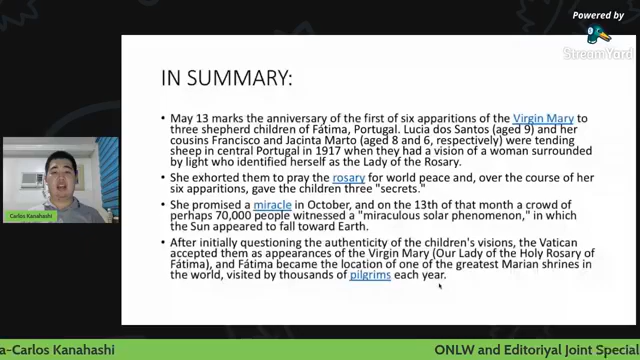 Powered by
StreamYard
IN SUMMARY:
• May 13 marks the anniversary of the first of six apparitions of the Virgin Mary to
three shepherd children of Fátima, Portugal. Lucia dos Santos (aged 9) and her
cousins Francisco and Jacinta Marto (aged 8 and 6, respectively) were tending
sheep in central Portugal in 1917 when they had a vision of a woman surrounded
by light who identified herself as the Lady of the Rosary.
• She exhorted them to pray the rosary for world peace and, over the course of her
six apparitions, gave the children three "secrets."
• She promised a miracle in October, and on the 13th of that month a crowd of
perhaps 70,000 people witnessed a "miraculous solar phenomenon," in which
the Sun appeared to fall toward Earth.
• After initially questioning the authenticity of the children's visions, the Vatican
accepted them as appearances of the Virgin Mary (Our Lady of the Holy Rosary of
Fátima), and Fátima became the location of one of the greatest Marian shrines in
the world, visited by thousands of pilgrims each year.
Carlos Kanahashi
a-Carlos Kanahashi
ONLW and Editoriyal Joint Special